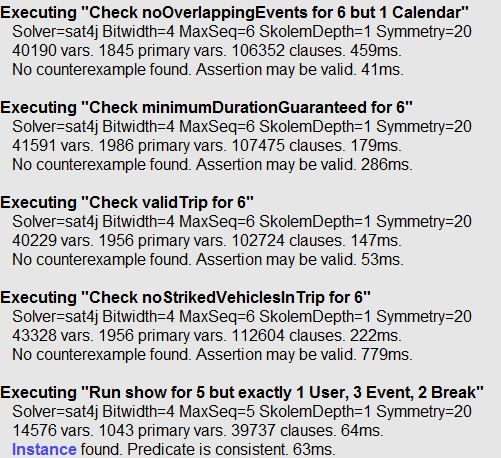 Executing "Check noOverlappingEvents for 6 but 1 Calendar"
Solver=sat4j Bitwidth=4 MaxSeq=6 SkolemDepth=1 Symmetry=20
40190 vars. 1845 primary vars. 106352 clauses. 459ms.
No counterexample found. Assertion may be valid. 41ms.
Executing "Check minimumDurationGuaranteed for 6"
Solver=sat4j Bitwidth=4 MaxSeq=6 SkolemDepth=1 Symmetry=20
41591 vars. 1986 primary vars. 107475 clauses. 179ms.
No counterexample found. Assertion may be valid. 286ms.
Executing "Check validTrip for 6"
Solver=sat4j Bitwidth=4 MaxSeq=6 SkolemDepth=1 Symmetry=20
40229 vars. 1956 primary vars. 102724 clauses. 147ms.
No counterexample found. Assertion may be valid. 53ms.
Executing "Check noStrikedVehiclesInTrip for 6"
Solver=sat4j Bitwidth=4 MaxSeq=6 SkolemDepth=1 Symmetry=20
43328 vars. 1956 primary vars. 112604 clauses. 222ms.
No counterexample found. Assertion may be valid. 779ms.
Executing "Run show for 5 but exactly 1 User, 3 Event, 2 Break"
Solver=sat4j Bitwidth=4 MaxSeq=5 SkolemDepth=1 Symmetry=20
14576 vars. 1043 primary vars. 39737 clauses. 64ms.
Instance found. Predicate is consistent. 63ms.